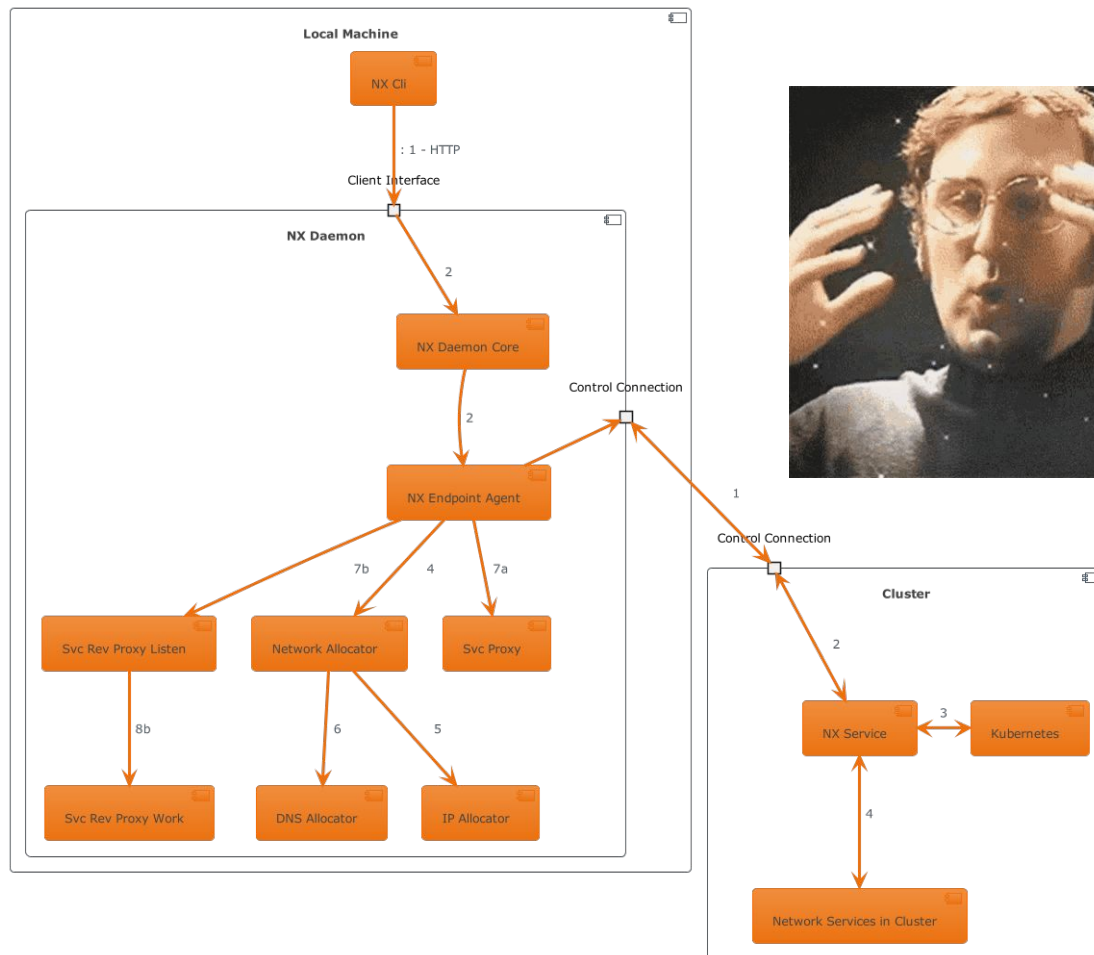 Local Machine
NX Cli
: 1 - HTTP
Client Interface
NX Daemon
2
NX Daemon Core
Control Connection
2
NX Endpoint Agent
1
Control Connection
7b
4
7a
Cluster
Svc Rev Proxy Listen
Network Allocator
Svc Proxy
2
NX Service
3
Kubernetes
8b
6
5
Svc Rev Proxy Work
DNS Allocator
IP Allocator
4
Network Services in Cluster